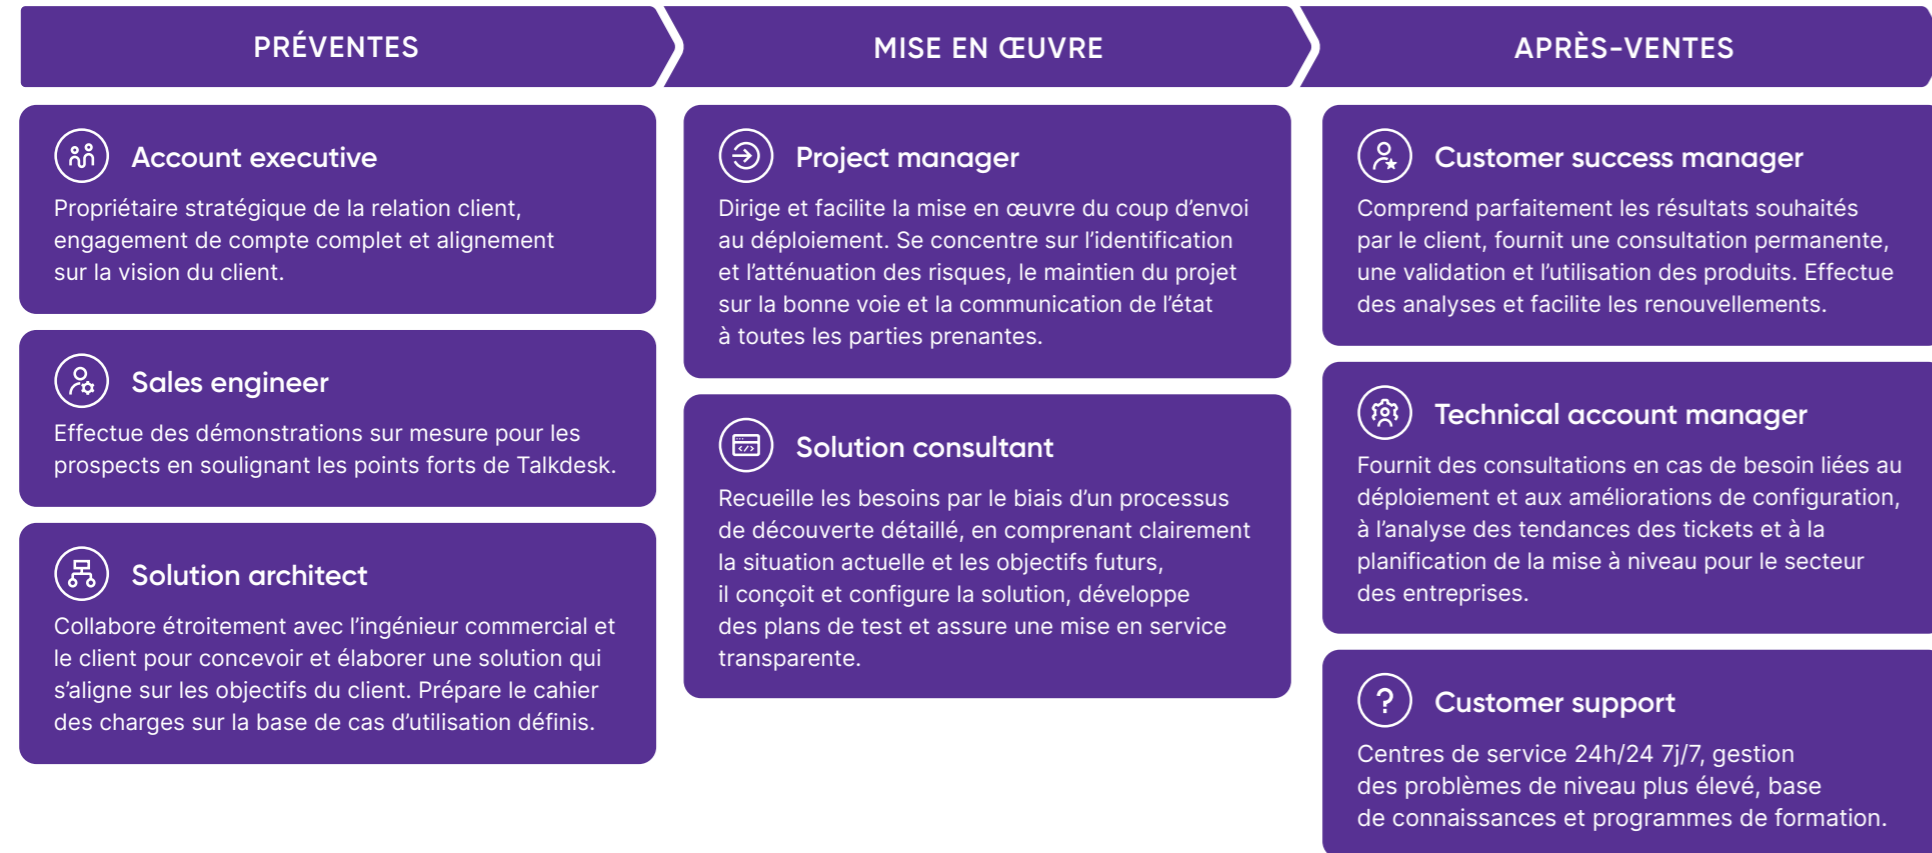 PRÉVENTES
Account executive
Propriétaire stratégique de la relation client,
engagement de compte complet et alignement
sur la vision du client.
Sales engineer
Effectue des démonstrations sur mesure pour les
prospects en soulignant les points forts de Talkdesk.
Solution architect
Collabore étroitement avec l’ingénieur commercial et
le client pour concevoir et élaborer une solution qui
s’aligne sur les objectifs du client. Prépare le cahier
des charges sur la base de cas d’utilisation définis.
MISE EN ŒUVRE
Project manager
Dirige et facilite la mise en œuvre du coup d’envoi
au déploiement. Se concentre sur l’identification
et l’atténuation des risques, le maintien du projet
sur la bonne voie et la communication de l’état
à toutes les parties prenantes.
Solution consultant
Recueille les besoins par le biais d’un processus
de découverte détaillé, en comprenant clairement
la situation actuelle et les objectifs futurs,
il conçoit et configure la solution, développe
des plans de test et assure une mise en service
transparente.
APRÈS-VENTES
Customer success manager
Comprend parfaitement les résultats souhaités
par le client, fournit une consultation permanente,
une validation et l’utilisation des produits. Effectue
des analyses et facilite les renouvellements.
Technical account manager
Fournit des consultations en cas de besoin liées au
déploiement et aux améliorations de configuration,
à l’analyse des tendances des tickets et à la
planification de la mise à niveau pour le secteur
des entreprises.
Customer support
Centres de service 24h/24 7j/7, gestion
des problèmes de niveau plus élevé, base
de connaissances et programmes de formation.